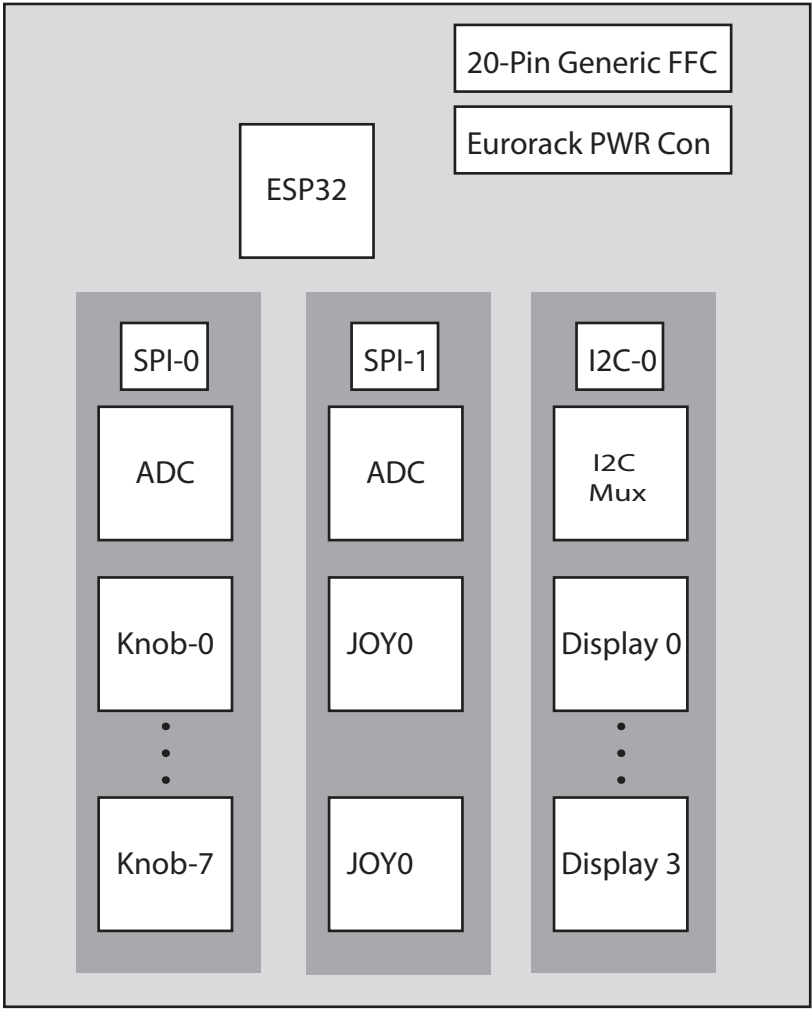 20-Pin Generic FFC
Eurorack PWR Con
ESP32
SPI-0
ADC
Knob-0
Knob-7
SPI-1
ADC
JOY0
JOY0
I2C-0
I2C
Mux
Display 0
Display 3